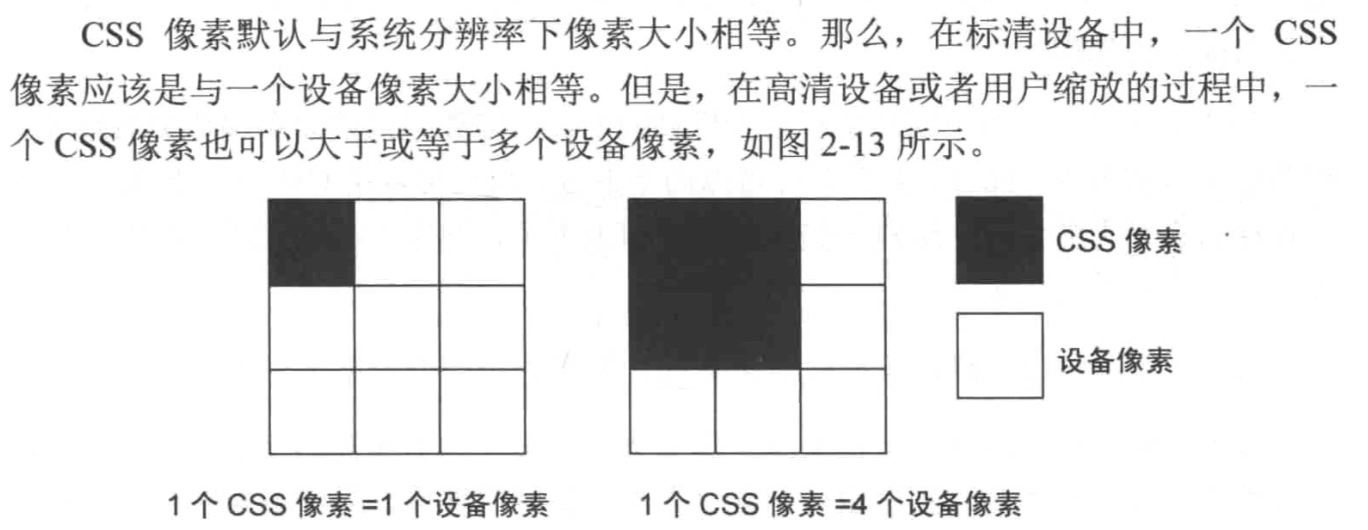 CSS 像素默认与系统分辨率下像素大小相等。那么，在标清设备中，一个 CSS
像素应该是与一个设备像素大小相等。但是，在高清设备或者用户缩放的过程中，一
个 CSS 像素也可以大于或等于多个设备像素，如图 2-13 所示。
CSS 像素
设备像素
1 个 CSS 像素 =1 个设备像素
1 个 CSS 像素 =4 个设备像素